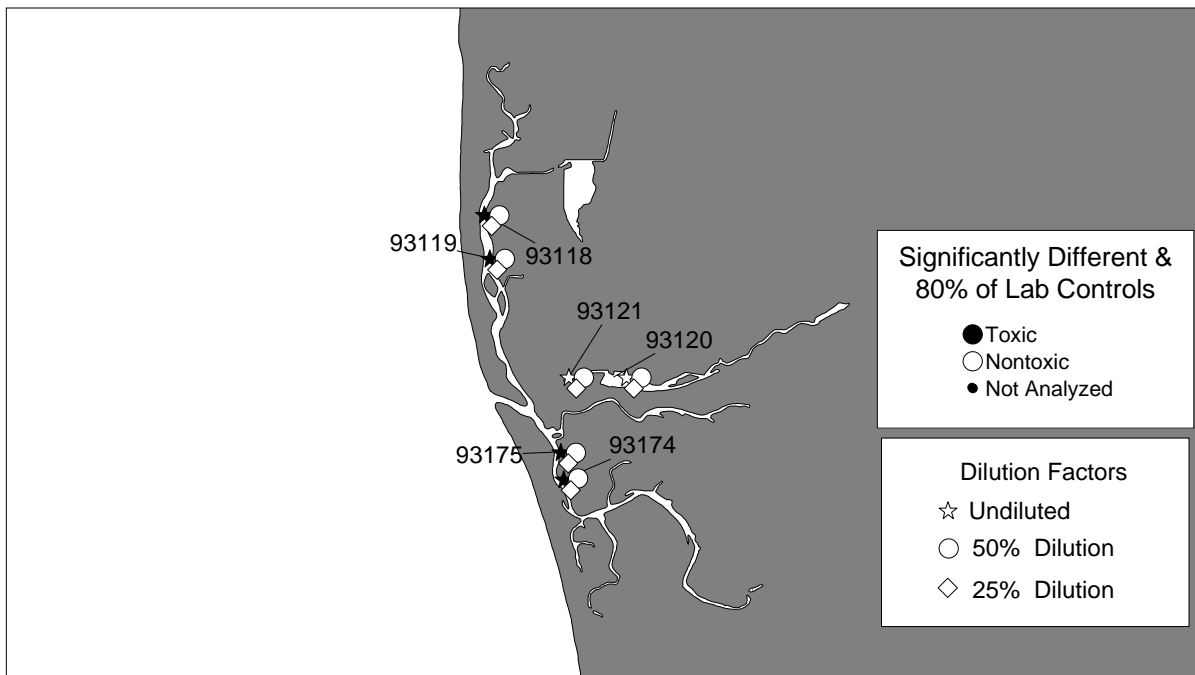 93119
93118
93121
93120
93175
93174
Significantly Different &
80% of Lab Controls
Toxic
Nontoxic
Not Analyzed
Dilution Factors
Undiluted
50% Dilution
25% Dilution